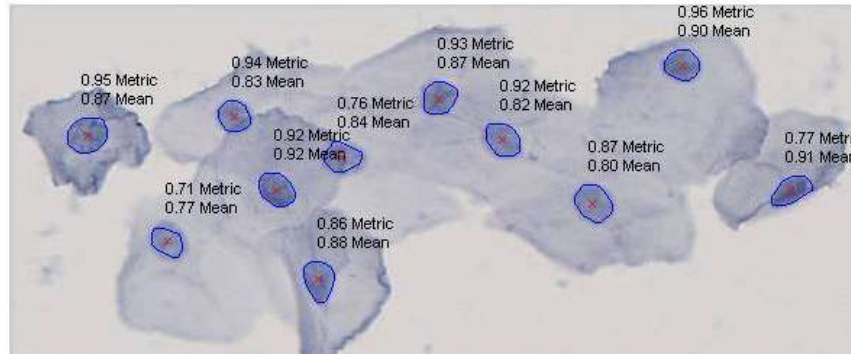 0.96 Metric
0.90 Mean
0.93 Metric
0.87 Mean
0.94 Metric
0.83 Mean
0.95 Metric
0.87 Mean
0.76 Metric
0.84 Mean
0.92 Metric
0.82 Mean
0.92 Metric
0.92 Mean
0.87 Metric
0.80 Mean
0.77 Metri
0.91 Mean
0.71 Metric
0.77 Mean
0.86 Metric
0.88 Mean